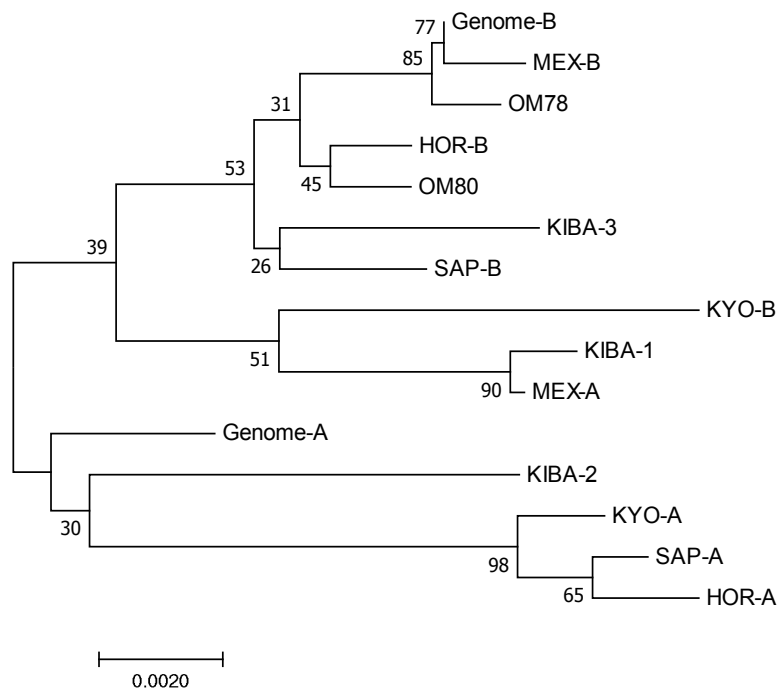 Genome-B
77
MEX-B
85
OM78
31
HOR-B
53
45
OM80
KIBA-3
39
26
SAP-B
KYO-B
51
KIBA-1
90
MEX-A
Genome-A
KIBA-2
30
KYO-A
98
SAP-A
65
HOR-A
0.0020